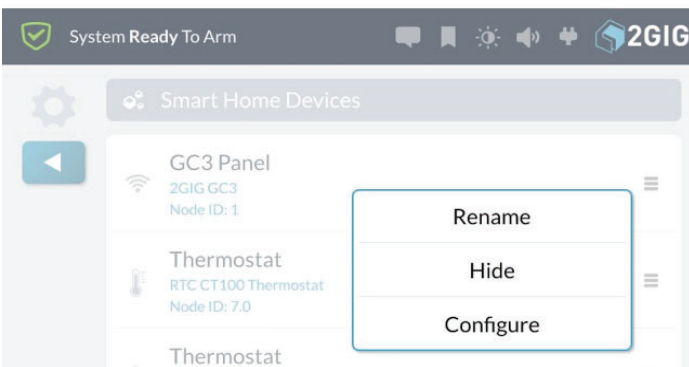 System Ready To Arm
2GIG
Smart Home Devices
GC3 Panel
2GIG GC3
Node ID: 1
Rename
Hide
Configure
Thermostat
RTC CT100 Thermostat
Node ID: 7.0
Thermostat